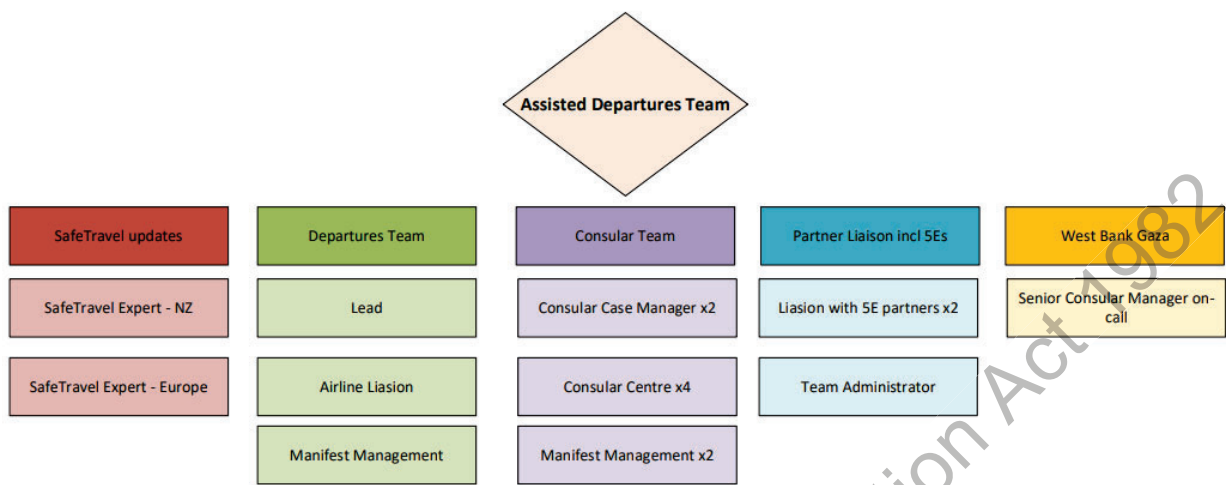 Assisted Departures Team
SafeTravel updates
Departures Team
Consular Team
Partner Liaison incl 5Es
West Bank Gaza
SafeTravel Expert - NZ
Lead
Consular Case Manager x2
Liasion with 5E partners x2
Senior Consular Manager on-
call
SafeTravel Expert - Europe
Airline Liasion
Consular Centre x4
Team Administrator
Manifest Management
Manifest Management x2
tion Act 1982